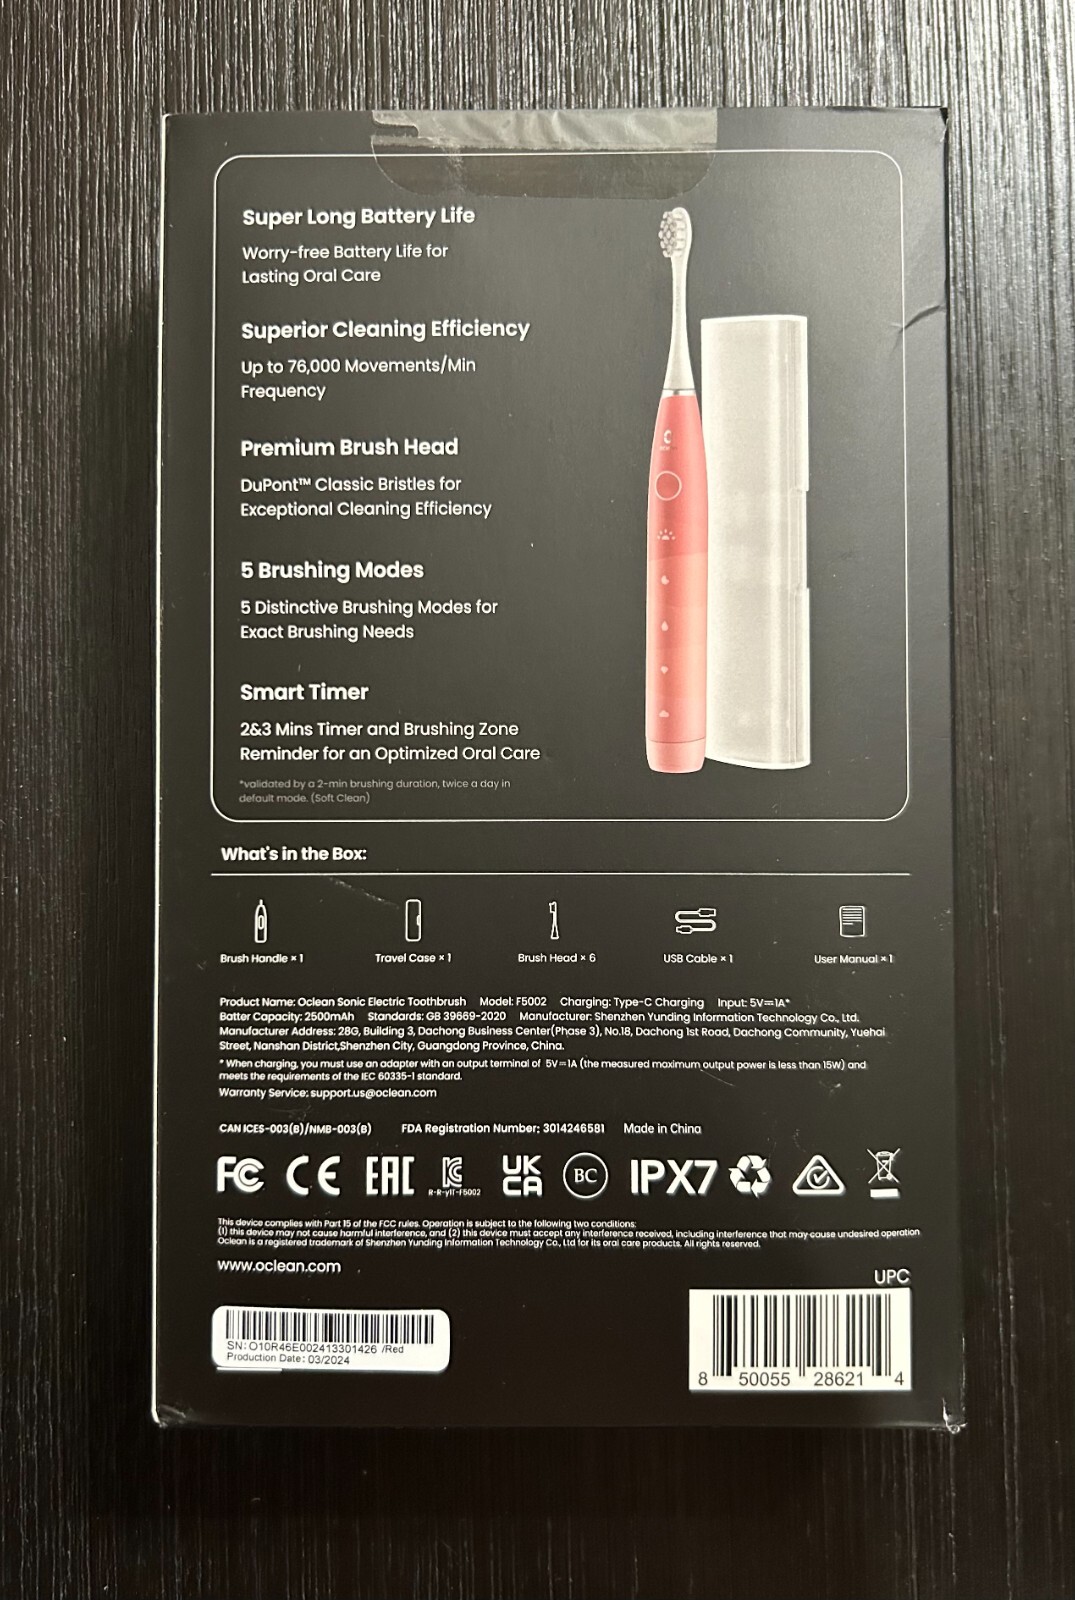 Super Long Battery Life
Worry-free Battery Life for
Lasting Oral Care
Superior Cleaning Efficiency
Up to 76,000 Movements/Min
Frequency
Premium Brush Head
DuPont™ Classic Bristles for
Exceptional Cleaning Efficiency
5 Brushing Modes
5 Distinctive Brushing Modes for
Exact Brushing Needs
Smart Timer
2&3 Mins Timer and Brushing Zone
Reminder for an Optimized Oral Care
*validated by a 2-min brushing duration, twice a day in
default mode. (Soft Clean)
What's in the Box:
Brush Handle × 1 Travel Case × 1 Brush Head × 6 USB Cable × 1 User Manual × 1
Product Name: Oclean Sonic Electric Toothbrush Model: F5002 Charging: Type-C Charging Input: 5V⎓1A*
Batter Capacity: 2500mAh Standards: GB 39669-2020 Manufacturer: Shenzhen Yunding Information Technology Co., Ltd.
Manufacturer Address: 28G, Building 3, Dachong Business Center(Phase 3), No.18, Dachong 1st Road, Dachong Community, Yuehai
Street, Nanshan District,Shenzhen City, Guangdong Province, China.
* When charging, you must use an adapter with an output terminal of 5V⎓1A (the measured maximum output power is less than 15W) and
meets the requirements of the IEC 60335-1 standard.
Warranty Service: support.us@oclean.com
CAN ICES-003(B)/NMB-003(B) FDA Registration Number: 3014246581 Made in China
FC CE EAC KC UK CA BC IPX7
R-R-yIT-F5002
This device complies with Part 15 of the FCC rules. Operation is subject to the following two conditions:
(1) this device may not cause harmful interference, and (2) this device must accept any interference received, including interference that may cause undesired operation
Oclean is a registered trademark of Shenzhen Yunding Information Technology Co., Ltd for its oral care products. All rights reserved.
www.oclean.com
UPC
SN: O10R46E002413301426 /Red
Production Date: 03/2024
8 50055 28621 4